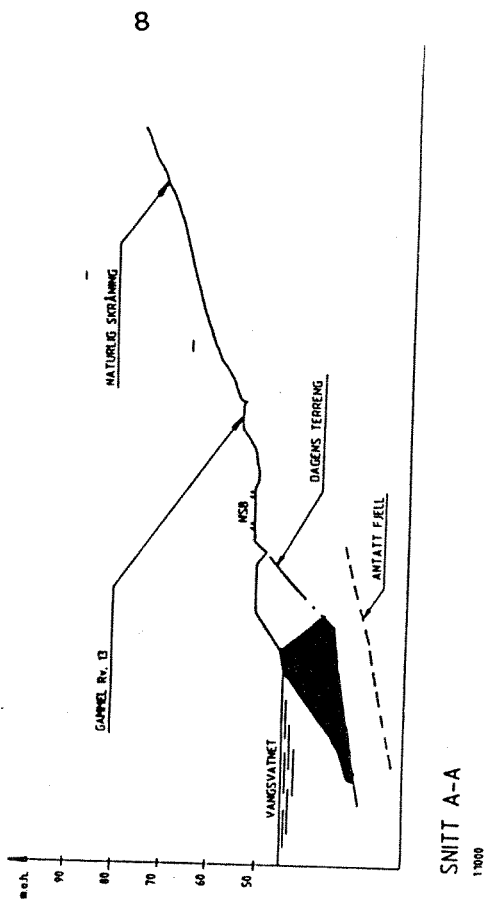 8
m.o.h.
90
80
70
60
50
NATURLIG SKRÅNING
GAMMEL Rv. 13
NSB
DAGENS TERRENG
ANTATT FJELL
VANGSVATNET
SNITT A-A
1:1000